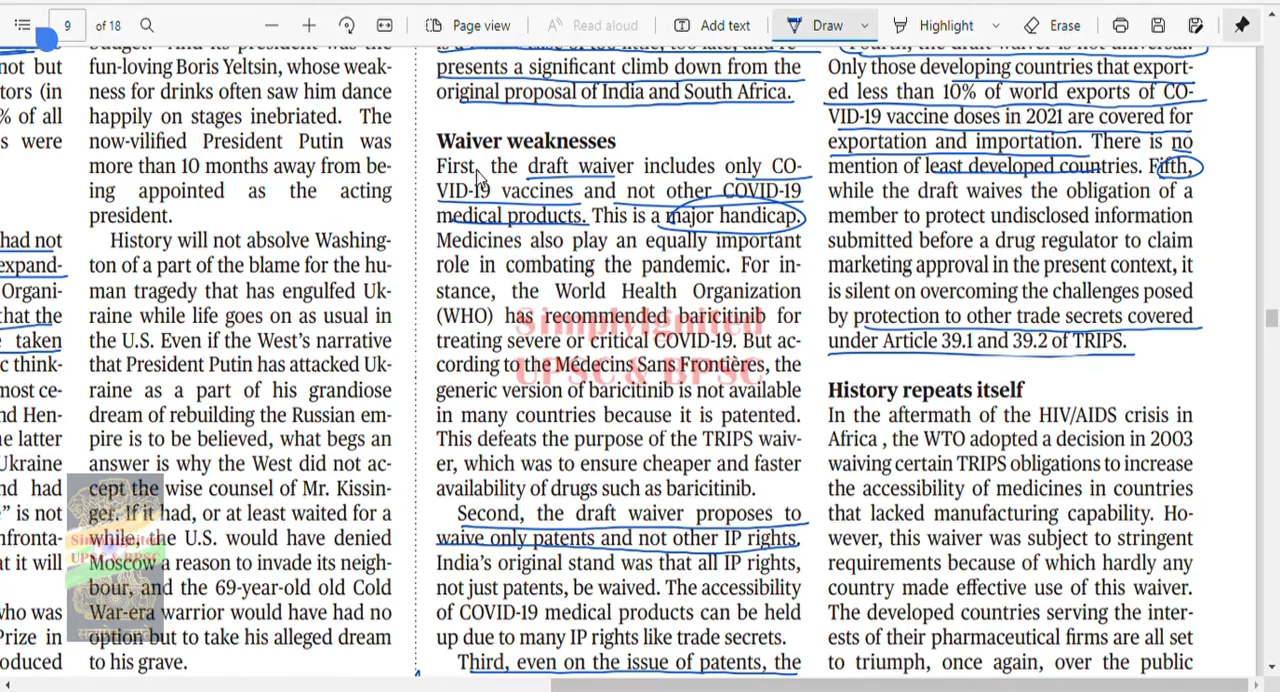 9
of 18
Page view
Read aloud
Add text
Draw
Highlight
Erase
not but
tors (in
% of all
s were
had not
expand-
Organi-
that the
taken
c think-
most ce-
nd Hen-
he latter
Ukraine
nd had
" is not
nfronta-
at it will
who was
Prize in
oduced
fun-loving Boris Yeltsin, whose weak-
ness for drinks often saw him dance
happily on stages inebriated. The
now-vilified President Putin was
more than 10 months away from be-
ing appointed as the acting
president.
History will not absolve Washing-
ton of a part of the blame for the hu-
man tragedy that has engulfed Uk-
raine while life goes on as usual in
the U.S. Even if the West's narrative
that President Putin has attacked Uk-
raine as a part of his grandiose
dream of rebuilding the Russian em-
pire is to be believed, what begs an
answer is why the West did not ac-
cept the wise counsel of Mr. Kissin-
ger. If it had, or at least waited for a
while, the U.S. would have denied
Moscow a reason to invade its neigh-
bour, and the 69-year-old old Cold
War-era warrior would have had no
option but to take his alleged dream
to his grave.
presents a significant climb down from the
original proposal of India and South Africa.
Waiver weaknesses
First, the draft waiver includes only CO-
VID-19 vaccines and not other COVID-19
medical products. This is a major handicap.
Medicines also play an equally important
role in combating the pandemic. For in-
stance, the World Health Organization
(WHO) has recommended baricitinib for
treating severe or critical COVID-19. But ac-
cording to the Médecins Sans Frontières, the
generic version of baricitinib is not available
in many countries because it is patented.
This defeats the purpose of the TRIPS waiv-
er, which was to ensure cheaper and faster
availability of drugs such as baricitinib.
Second, the draft waiver proposes to
waive only patents and not other IP rights.
India's original stand was that all IP rights,
not just patents, be waived. The accessibility
of COVID-19 medical products can be held
up due to many IP rights like trade secrets.
Third, even on the issue of patents, the
Fourth, the draft waiver is not universal.
Only those developing countries that export-
ed less than 10% of world exports of CO-
VID-19 vaccine doses in 2021 are covered for
exportation and importation. There is no
mention of least developed countries. Fifth,
while the draft waives the obligation of a
member to protect undisclosed information
submitted before a drug regulator to claim
marketing approval in the present context, it
is silent on overcoming the challenges posed
by protection to other trade secrets covered
under Article 39.1 and 39.2 of TRIPS.
History repeats itself
In the aftermath of the HIV/AIDS crisis in
Africa , the WTO adopted a decision in 2003
waiving certain TRIPS obligations to increase
the accessibility of medicines in countries
that lacked manufacturing capability. Ho-
wever, this waiver was subject to stringent
requirements because of which hardly any
country made effective use of this waiver.
The developed countries serving the inter-
ests of their pharmaceutical firms are all set
to triumph, once again, over the public
SimplyIgnited
UPSC & BPSC
SimplyIgnited
UPSC & BPSC